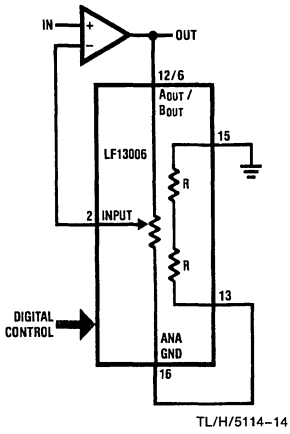 IN
+
−
OUT
12/6
AOUT /
BOUT
15
LF13006
R
2
INPUT
R
13
DIGITAL
CONTROL
ANA
GND
16
TL/H/5114-14